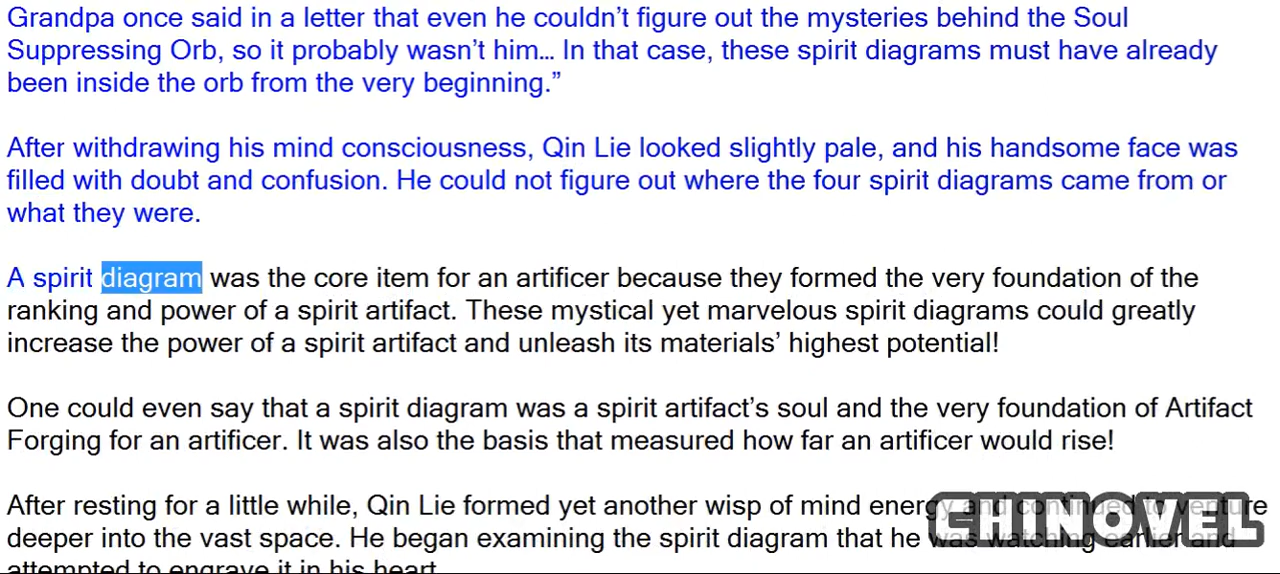 Grandpa once said in a letter that even he couldn’t figure out the mysteries behind the Soul
Suppressing Orb, so it probably wasn’t him… In that case, these spirit diagrams must have already
been inside the orb from the very beginning.”
After withdrawing his mind consciousness, Qin Lie looked slightly pale, and his handsome face was
filled with doubt and confusion. He could not figure out where the four spirit diagrams came from or
what they were.
A spirit diagram was the core item for an artificer because they formed the very foundation of the
ranking and power of a spirit artifact. These mystical yet marvelous spirit diagrams could greatly
increase the power of a spirit artifact and unleash its materials’ highest potential!
One could even say that a spirit diagram was a spirit artifact’s soul and the very foundation of Artifact
Forging for an artificer. It was also the basis that measured how far an artificer would rise!
After resting for a little while, Qin Lie formed yet another wisp of mind energy and continued to venture
deeper into the vast space. He began examining the spirit diagram that he was watching earlier and
attempted to engrave it in his heart.
CHINOVEL